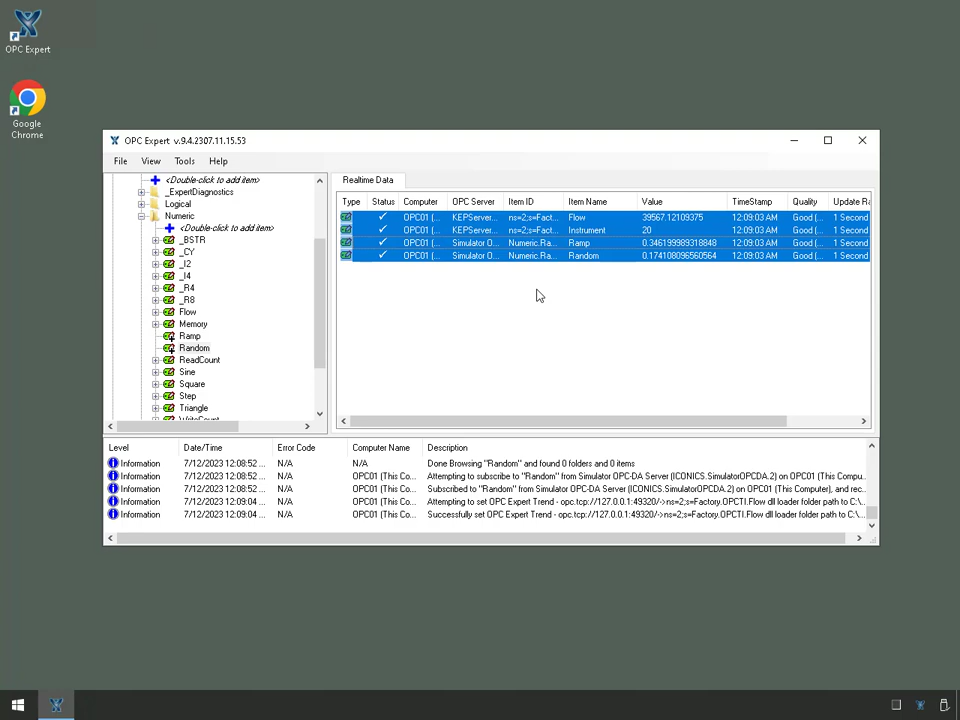 OPC Expert
Google
Chrome
OPC Expert v.9.4.2307.11.15.53
File View Tools Help
<Double-click to add item>
_ExpertDiagnostics
Logical
Numeric
<Double-click to add item>
_BSTR
_CY
_I2
_I4
_R4
_R8
Flow
Memory
Ramp
Random
ReadCount
Sine
Square
Step
Triangle
WriteCount
Realtime Data
Type Status Computer OPC Server Item ID Item Name Value TimeStamp Quality Update Ra
OPC01 (... KEPServer... ns=2;s=Fact... Flow 39567.12109375 12:09:03 AM Good (... 1 Second
OPC01 (... KEPServer... ns=2;s=Fact... Instrument 20 12:09:03 AM Good (... 1 Second
OPC01 (... Simulator O... Numeric.Ra... Ramp 0.346199989318848 12:09:03 AM Good (... 1 Second
OPC01 (... Simulator O... Numeric.Ra... Random 0.174108096560564 12:09:03 AM Good (... 1 Second
Level Date/Time Error Code Computer Name Description
Information 7/12/2023 12:08:52 ... N/A N/A Done Browsing "Random" and found 0 folders and 0 items
Information 7/12/2023 12:08:52 ... N/A OPC01 (This Co... Attempting to subscribe to "Random" from Simulator OPC-DA Server (ICONICS.SimulatorOPCDA.2) on OPC01 (This Compu...
Information 7/12/2023 12:08:52 ... N/A OPC01 (This Co... Subscribed to "Random" from Simulator OPC-DA Server (ICONICS.SimulatorOPCDA.2) on OPC01 (This Computer), and rec...
Information 7/12/2023 12:09:04 ... N/A OPC01 (This Co... Attempting to set OPC Expert Trend - opc.tcp://127.0.0.1:49320/->ns=2;s=Factory.OPCTI.Flow dll loader folder path to C:\...
Information 7/12/2023 12:09:04 ... N/A OPC01 (This Co... Successfully set OPC Expert Trend - opc.tcp://127.0.0.1:49320/->ns=2;s=Factory.OPCTI.Flow dll loader folder path to C:\...